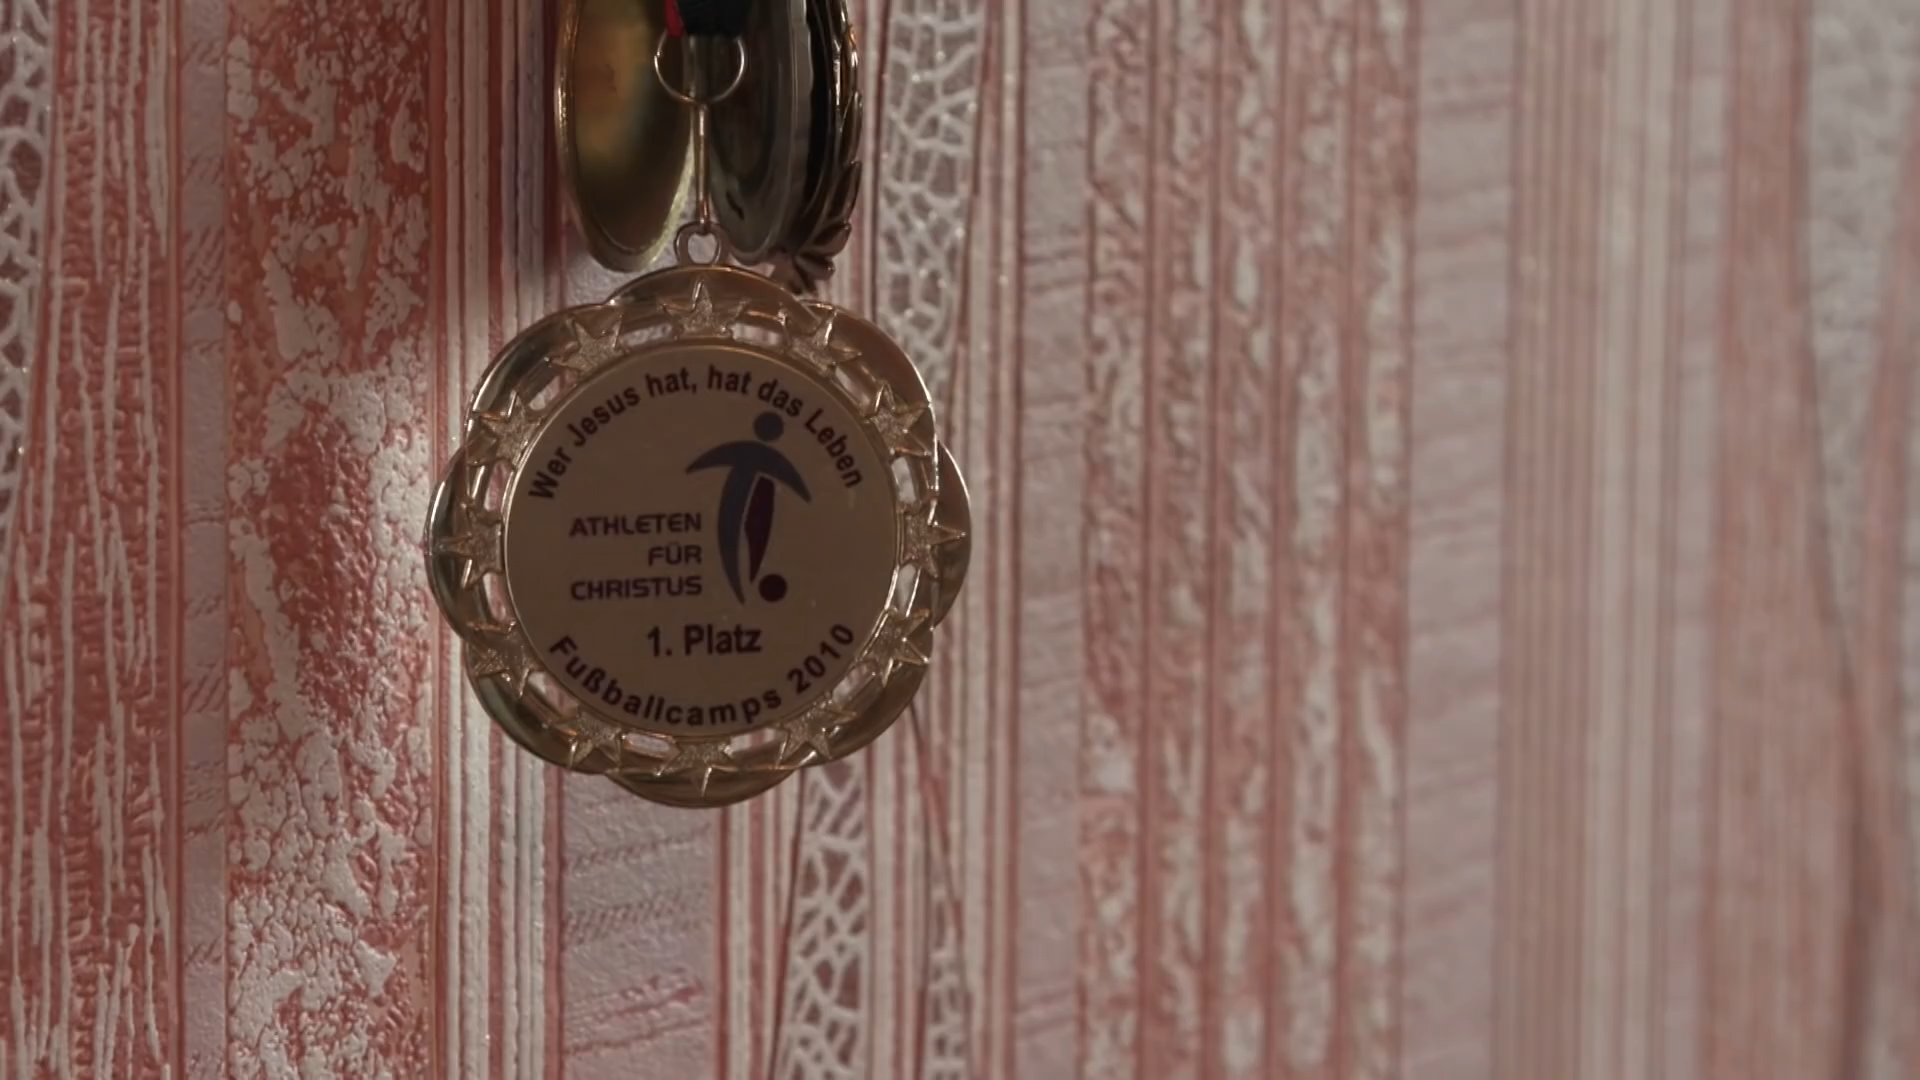 Wer Jesus hat, hat das Leben
ATHLETEN
FÜR
CHRISTUS
1. Platz
Fußballcamps 2010